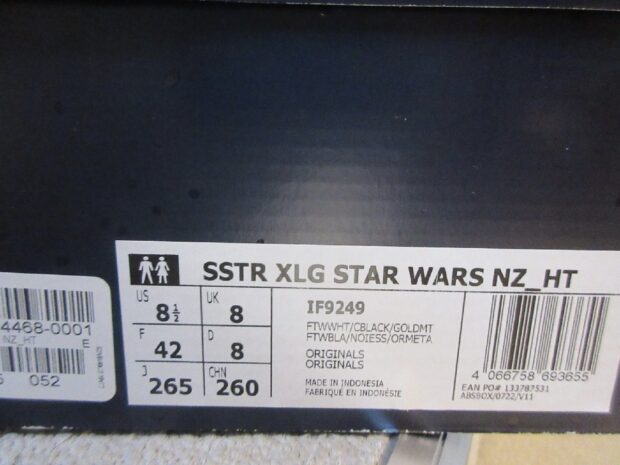 SSTR XLG STAR WARS NZ_HT
US 8½ UK 8
F 42 D 8
J 265 CHN 260
IF9249
FTWWHT/CBLACK/GOLDMT
FTWBLA/NOIESS/ORMETA
ORIGINALS
ORIGINALS
MADE IN INDONESIA
FABRIQUÉ EN INDONÉSIE
4 066758 693655
EAN PO# 133787531
ABSBOX/0722/V11
4468-0001
NZ_HT E
052